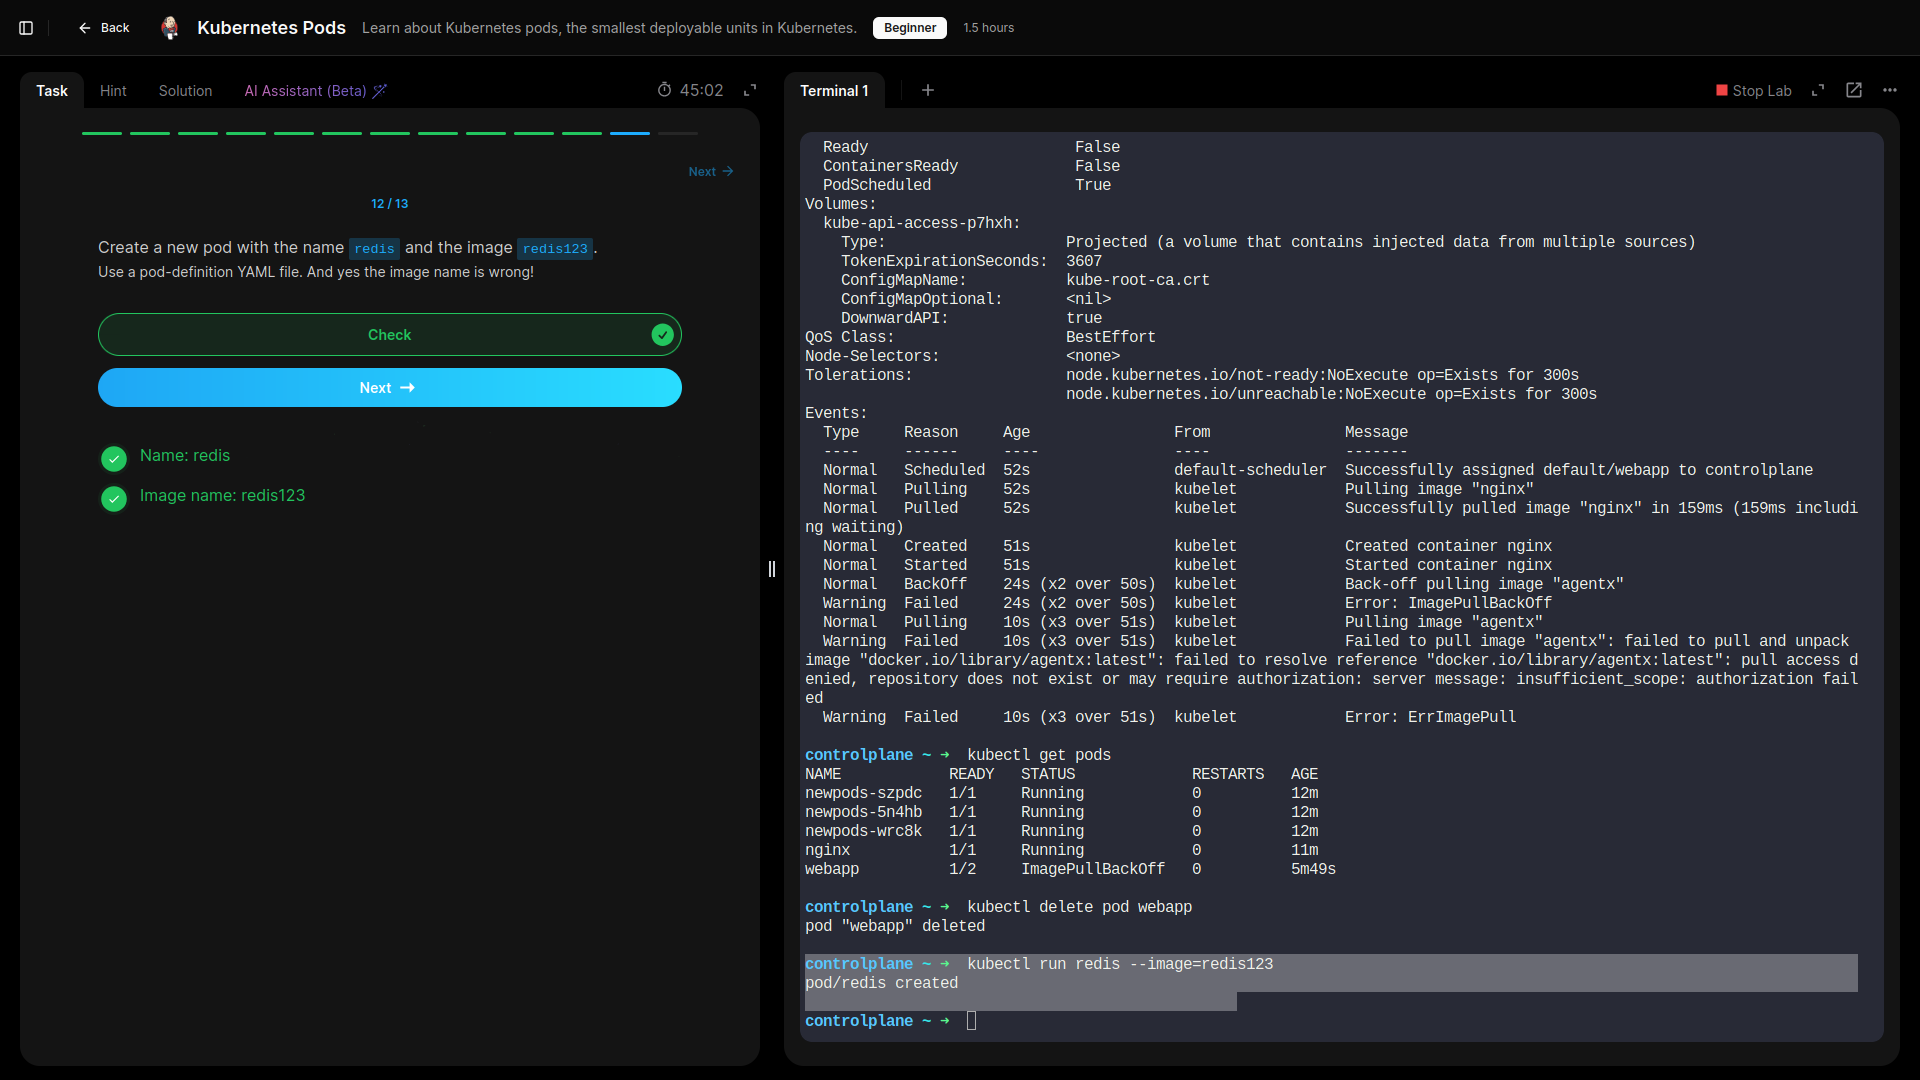 Back
Kubernetes Pods
Learn about Kubernetes pods, the smallest deployable units in Kubernetes.
Beginner
1.5 hours
Task
Hint
Solution
AI Assistant (Beta)
45:02
Next
12 / 13
Create a new pod with the name redis and the image redis123.
Use a pod-definition YAML file. And yes the image name is wrong!
Check
Next
Name: redis
Image name: redis123
Terminal 1
Stop Lab
Ready False
ContainersReady False
PodScheduled True
Volumes:
kube-api-access-p7hxh:
Type: Projected (a volume that contains injected data from multiple sources)
TokenExpirationSeconds: 3607
ConfigMapName: kube-root-ca.crt
ConfigMapOptional: <nil>
DownwardAPI: true
QoS Class: BestEffort
Node-Selectors: <none>
Tolerations: node.kubernetes.io/not-ready:NoExecute op=Exists for 300s
node.kubernetes.io/unreachable:NoExecute op=Exists for 300s
Events:
Type Reason Age From Message
---- ------ ---- ---- -------
Normal Scheduled 52s default-scheduler Successfully assigned default/webapp to controlplane
Normal Pulling 52s kubelet Pulling image "nginx"
Normal Pulled 52s kubelet Successfully pulled image "nginx" in 159ms (159ms includi
ng waiting)
Normal Created 51s kubelet Created container nginx
Normal Started 51s kubelet Started container nginx
Normal BackOff 24s (x2 over 50s) kubelet Back-off pulling image "agentx"
Warning Failed 24s (x2 over 50s) kubelet Error: ImagePullBackOff
Normal Pulling 10s (x3 over 51s) kubelet Pulling image "agentx"
Warning Failed 10s (x3 over 51s) kubelet Failed to pull image "agentx": failed to pull and unpack
image "docker.io/library/agentx:latest": failed to resolve reference "docker.io/library/agentx:latest": pull access d
enied, repository does not exist or may require authorization: server message: insufficient_scope: authorization fail
ed
Warning Failed 10s (x3 over 51s) kubelet Error: ErrImagePull
controlplane ~ ➜ kubectl get pods
NAME READY STATUS RESTARTS AGE
newpods-szpdc 1/1 Running 0 12m
newpods-5n4hb 1/1 Running 0 12m
newpods-wrc8k 1/1 Running 0 12m
nginx 1/1 Running 0 11m
webapp 1/2 ImagePullBackOff 0 5m49s
controlplane ~ ➜ kubectl delete pod webapp
pod "webapp" deleted
controlplane ~ ➜ kubectl run redis --image=redis123
pod/redis created
controlplane ~ ➜